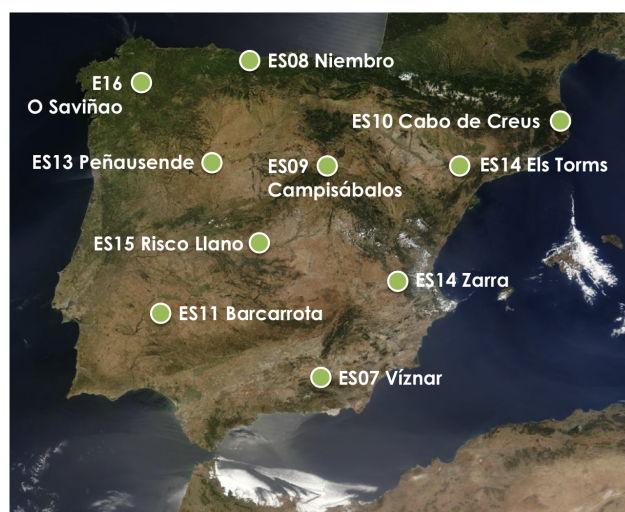 ES08 Niembro
E16
O Saviñao
ES10 Cabo de Creus
ES13 Peñausende
ES09
Campisábalos
ES14 Els Torms
ES15 Risco Llano
ES14 Zarra
ES11 Barcarrota
ES07 Víznar